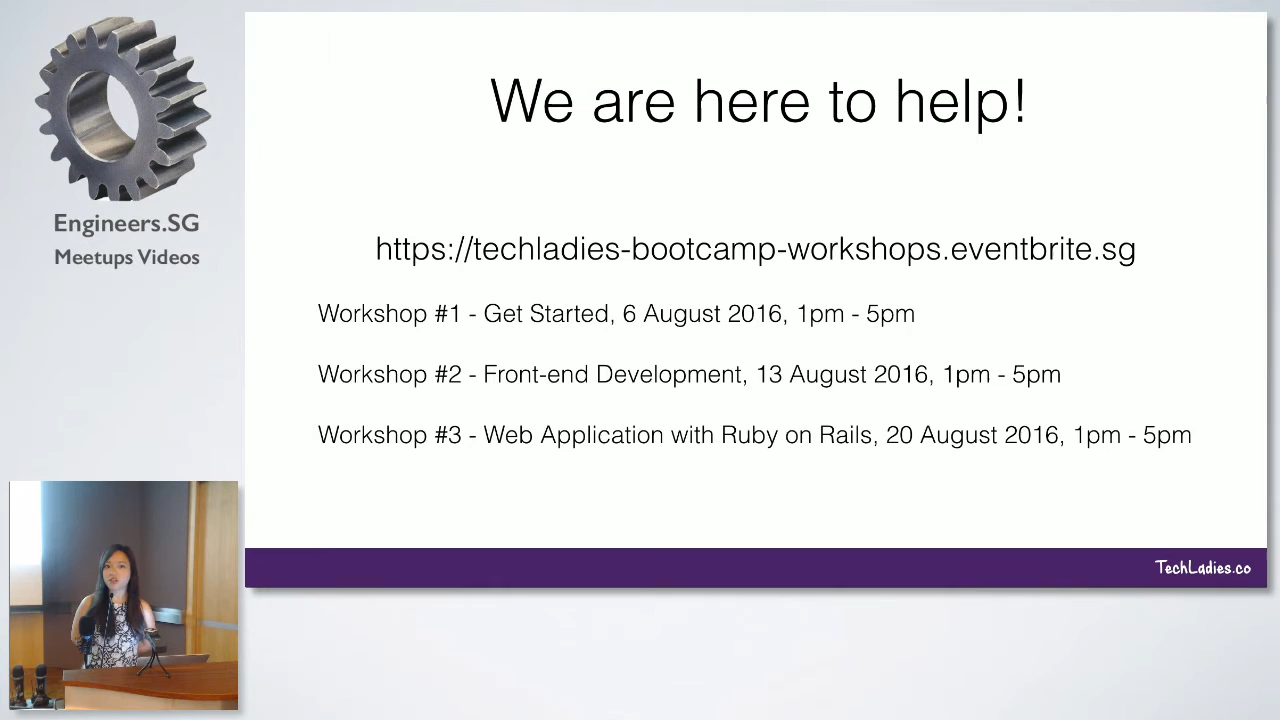 Engineers.SG
Meetups Videos
We are here to help!
https://techladies-bootcamp-workshops.eventbrite.sg
Workshop #1 - Get Started, 6 August 2016, 1pm - 5pm
Workshop #2 - Front-end Development, 13 August 2016, 1pm - 5pm
Workshop #3 - Web Application with Ruby on Rails, 20 August 2016, 1pm - 5pm
TechLadies.co